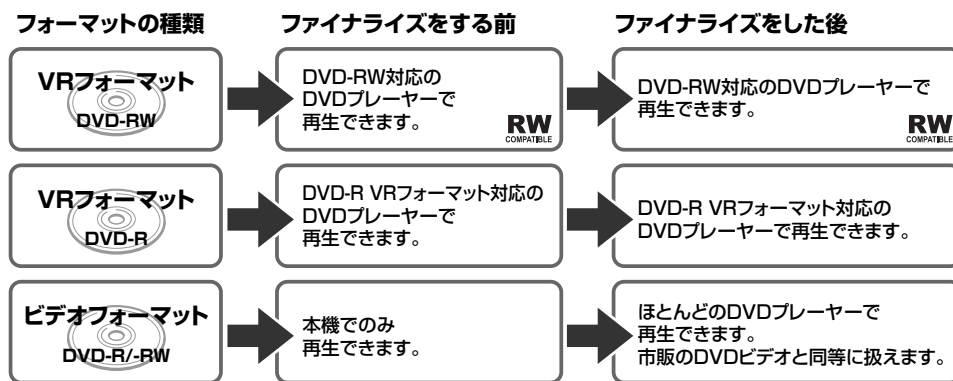 フォーマットの種類
ファイナライズをする前
ファイナライズをした後
VRフォーマット
DVD-RW
DVD-RW対応の
DVDプレーヤーで
再生できます。
RW
COMPATIBLE
DVD-RW対応のDVDプレーヤーで
再生できます。
RW
COMPATIBLE
VRフォーマット
DVD-R
DVD-R VRフォーマット対応の
DVDプレーヤーで
再生できます。
DVD-R VRフォーマット対応の
DVDプレーヤーで再生できます。
ビデオフォーマット
DVD-R/-RW
本機でのみ
再生できます。
ほとんどのDVDプレーヤーで
再生できます。
市販のDVDビデオと同等に扱えます。